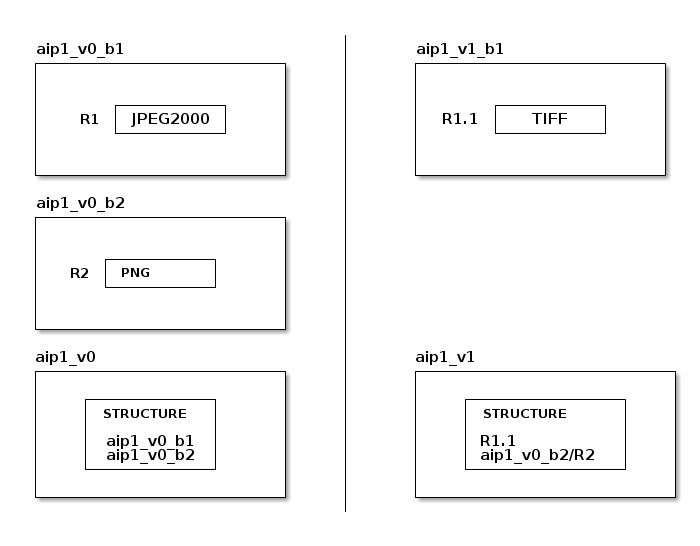 aip1_v0_b1
R1 JPEG2000
aip1_v0_b2
R2 PNG
aip1_v0
STRUCTURE
aip1_v0_b1
aip1_v0_b2
aip1_v1_b1
R1.1 TIFF
aip1_v1
STRUCTURE
R1.1
aip1_v0_b2/R2